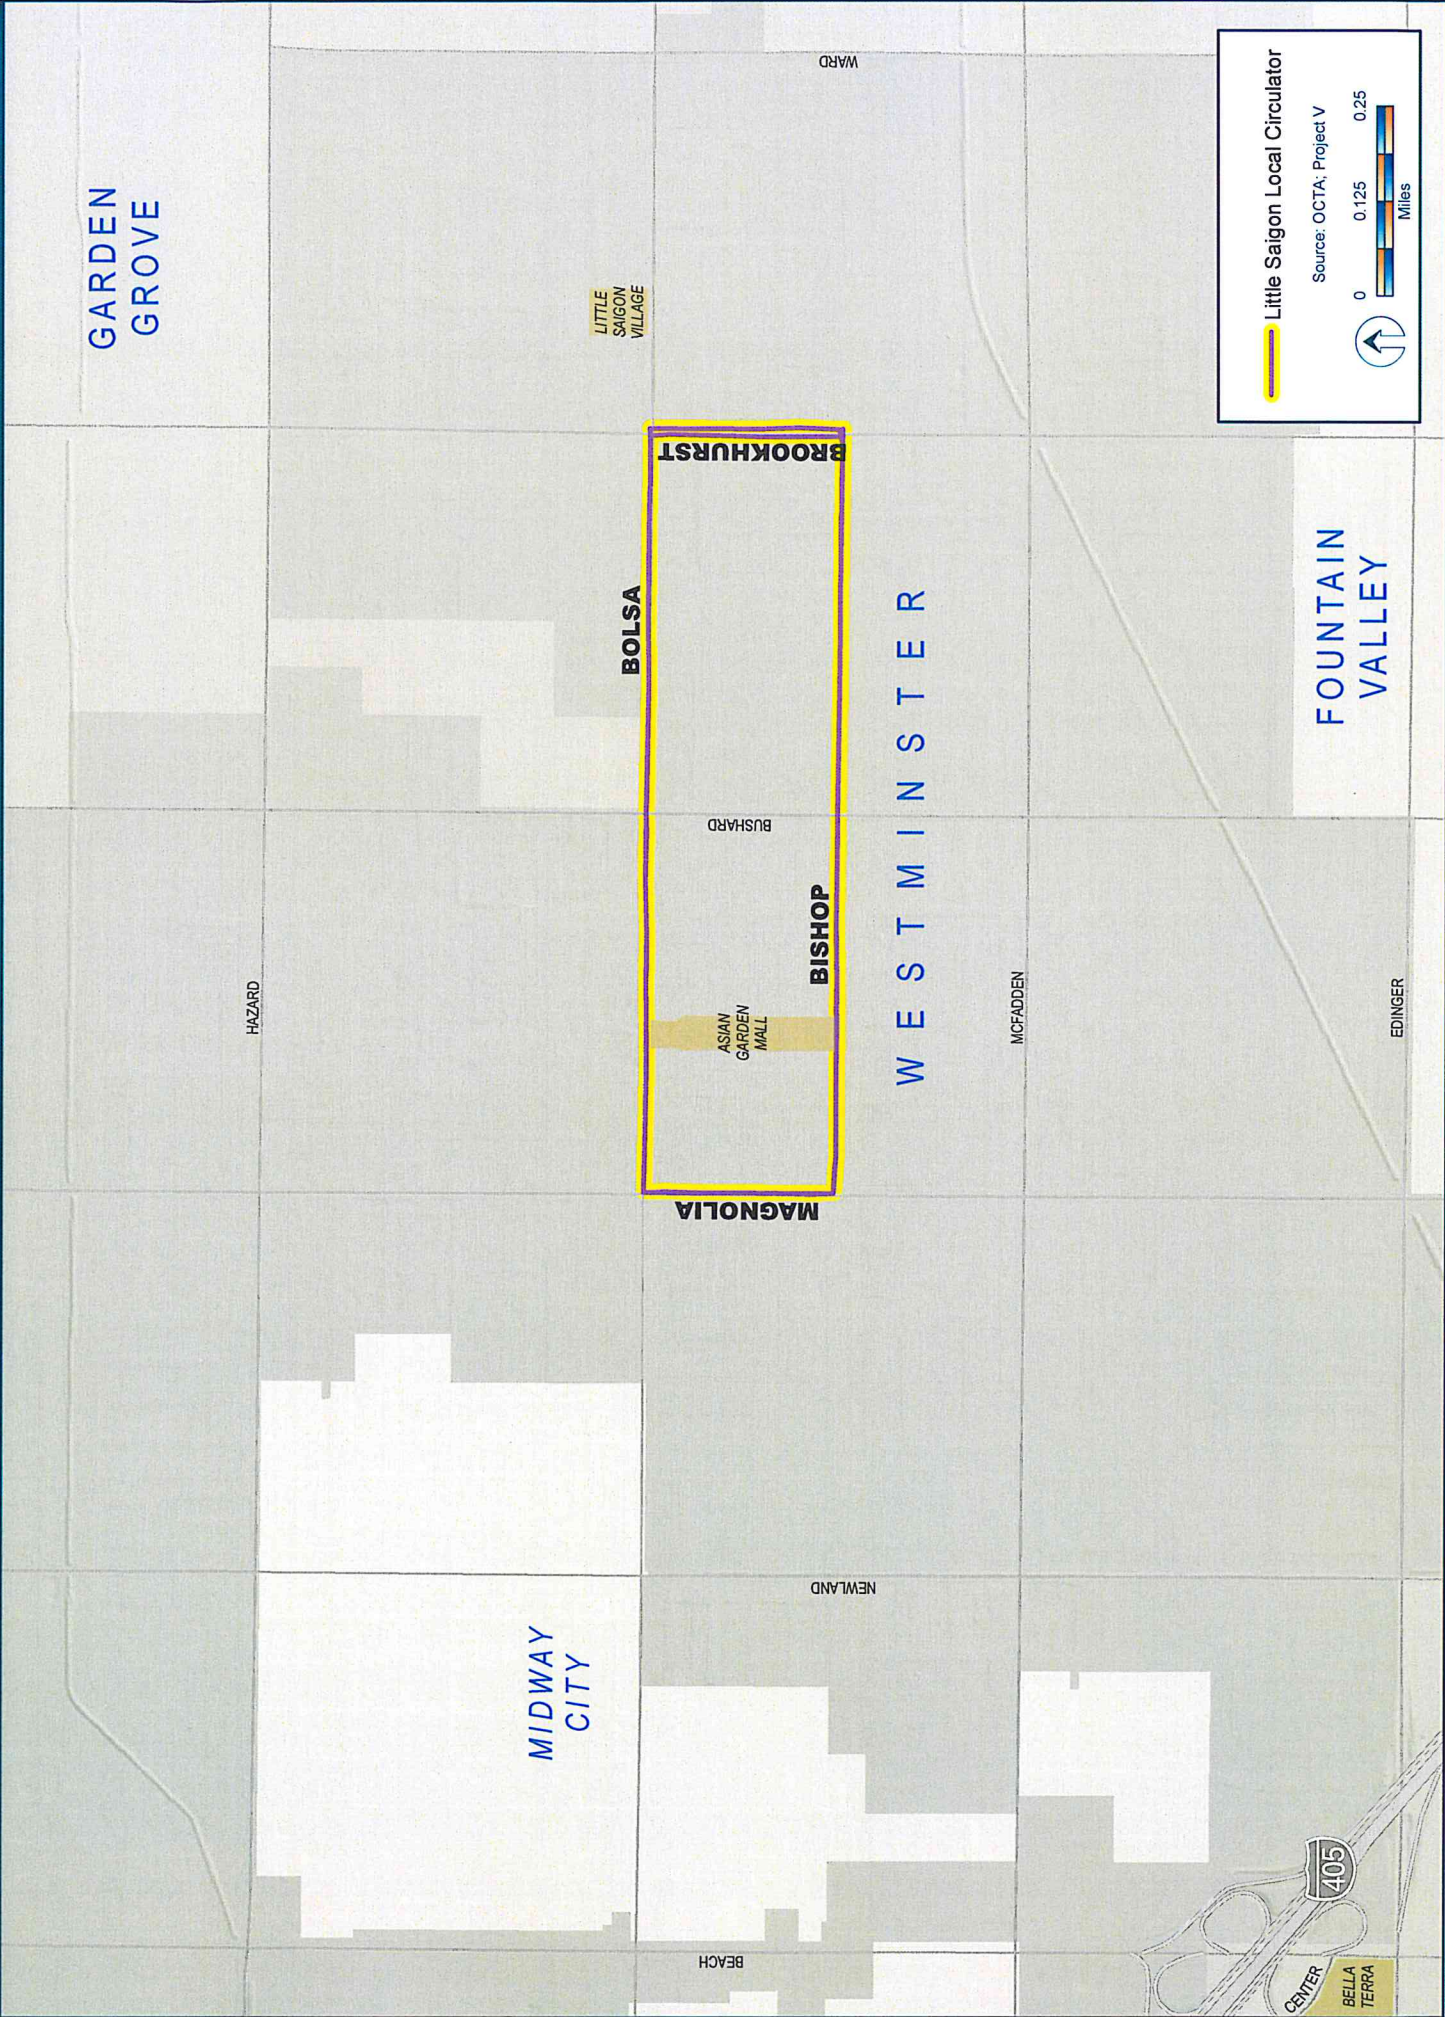 GARDEN
GROVE
HAZARD
LITTLE
SAIGON
VILLAGE
MIDWAY
CITY
BOLSA
BEACH
NEWLAND
MAGNOLIA
ASIAN
GARDEN
MALL
BUSHARD
BISHOP
BROOKHURST
WARD
WESTMINSTER
MCFADDEN
FOUNTAIN
VALLEY
EDINGER
405
CENTER
BELLA
TERRA
Little Saigon Local Circulator
Source: OCTA; Project V
0 0.125 0.25
Miles